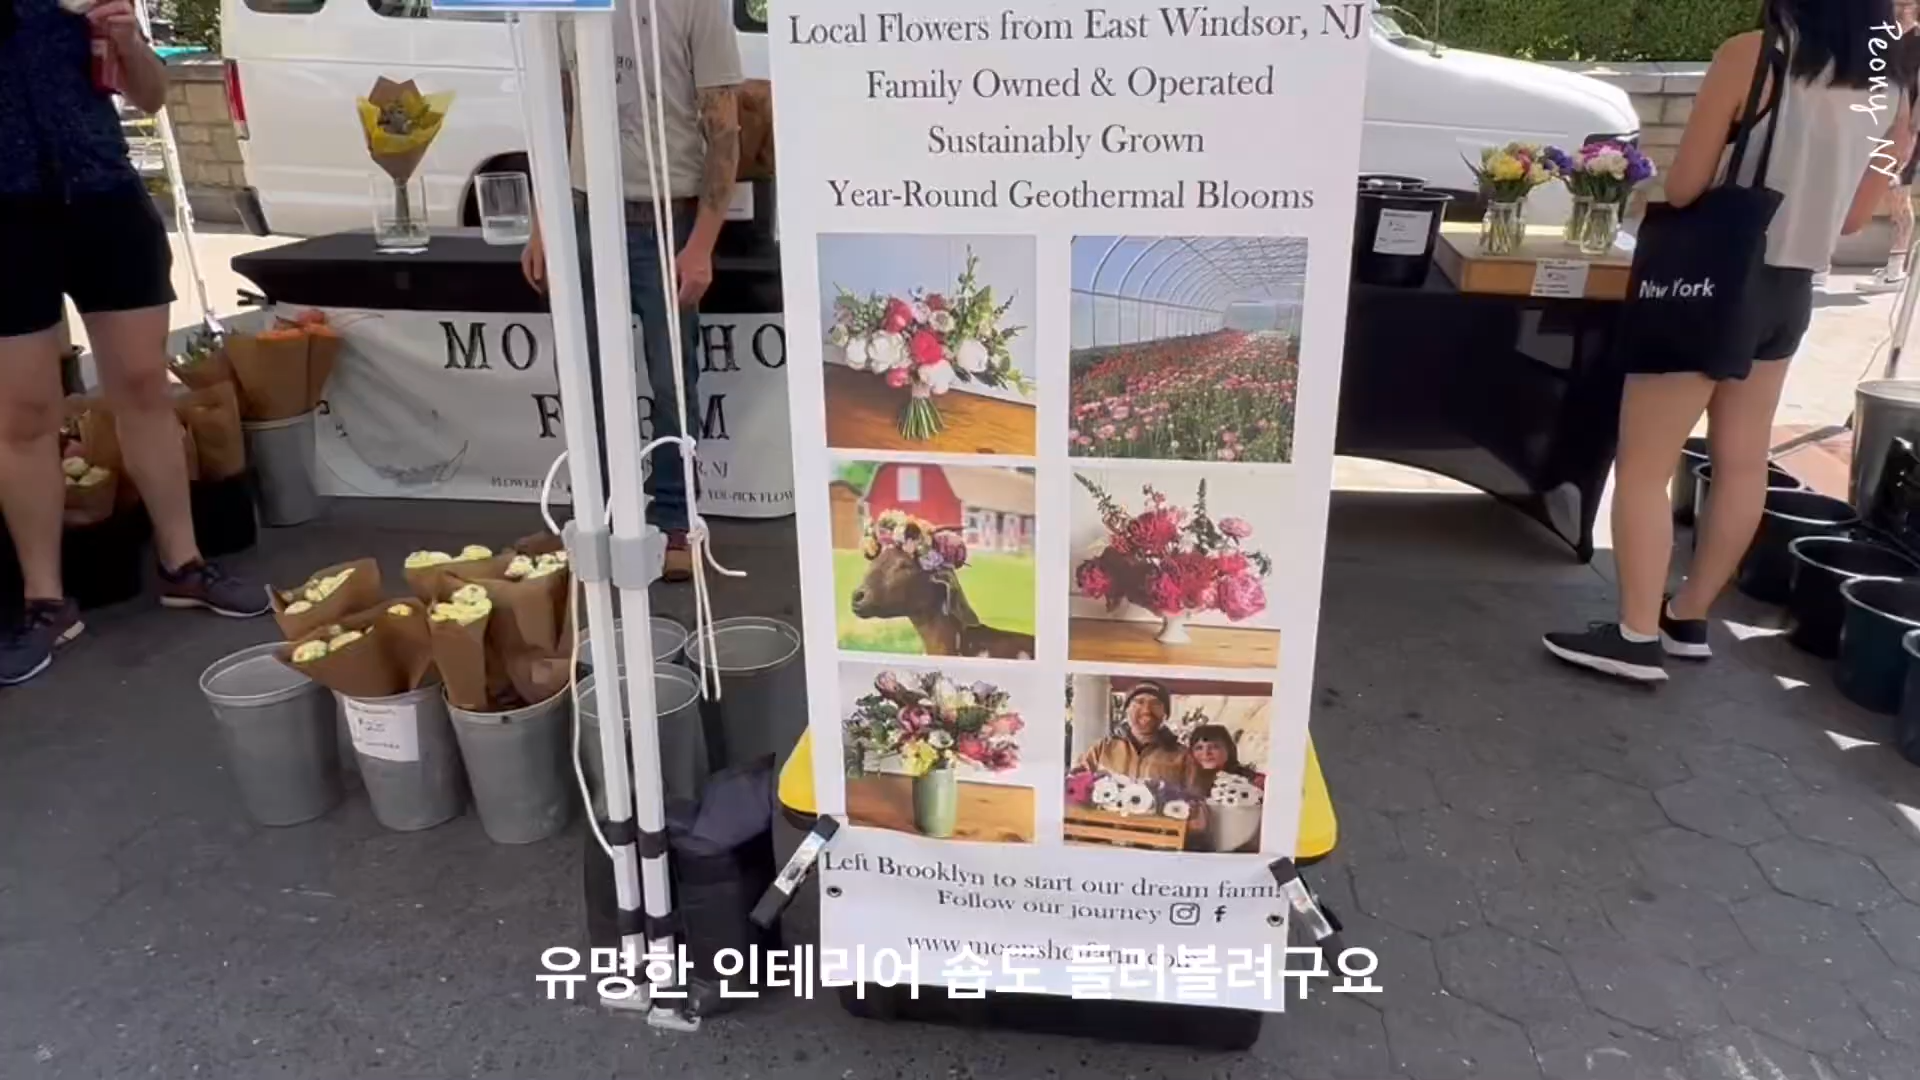 Local Flowers from East Windsor, NJ
Family Owned & Operated
Sustainably Grown
Year-Round Geothermal Blooms
Left Brooklyn to start our dream farm!
Follow our journey
유명한 인테리어 숍도 둘러볼려구요
Peony NY
New York